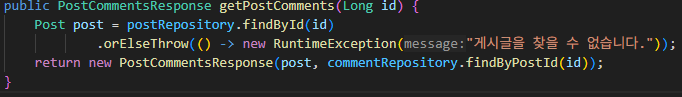 public PostCommentsResponse getPostComments(Long id) {
Post post = postRepository.findById(id)
.orElseThrow(() -> new RuntimeException(message:"게시글을 찾을 수 없습니다."));
return new PostCommentsResponse(post, commentRepository.findByPostId(id));
}